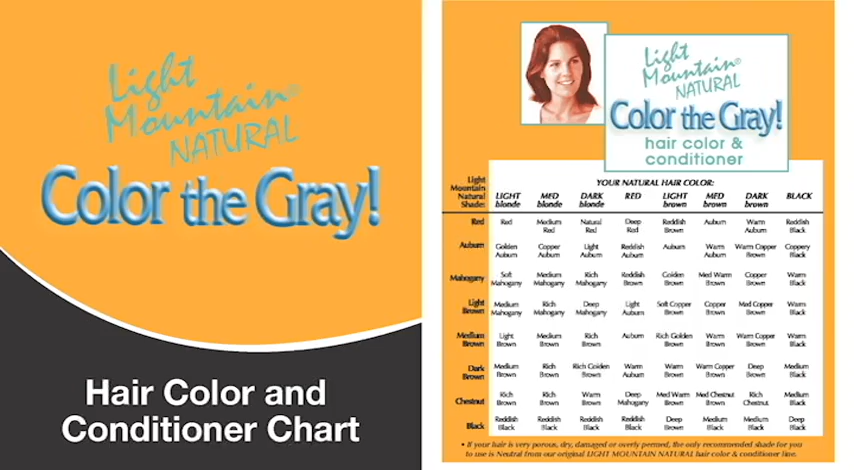 Light
Mountain®
NATURAL
Color the Gray!
Hair Color and
Conditioner Chart
Light
Mountain®
NATURAL
Color the Gray!
hair color &
conditioner
Light
Mountain
Natural
Shade:
YOUR NATURAL HAIR COLOR:
LIGHT blonde MED blonde DARK blonde RED LIGHT brown MED brown DARK brown BLACK
Red Red Medium Red Natural Red Deep Red Reddish Brown Auburn Warm Auburn Reddish Black
Auburn Golden Auburn Copper Auburn Light Auburn Reddish Auburn Auburn Warm Auburn Warm Copper Brown Coppery Black
Mahogany Soft Mahogany Medium Mahogany Rich Mahogany Reddish Brown Golden Brown Med Warm Brown Copper Brown Warm Black
Light Brown Medium Mahogany Rich Mahogany Deep Mahogany Light Auburn Soft Copper Brown Copper Brown Med Copper Brown Warm Black
Medium Brown Light Brown Medium Brown Rich Brown Auburn Rich Golden Brown Warm Brown Warm Copper Brown Warm Black
Dark Brown Medium Brown Rich Brown Rich Golden Brown Warm Auburn Warm Brown Warm Copper Brown Deep Brown Medium Black
Chestnut Rich Brown Rich Brown Warm Brown Deep Mahogany Med Warm Brown Med Chestnut Brown Rich Chestnut Medium Black
Black Reddish Black Reddish Black Reddish Black Reddish Black Deep Brown Medium Black Medium Black Deep Black
• If your hair is very porous, dry, damaged or overly permed, the only recommended shade for you
to use is Neutral from our original LIGHT MOUNTAIN NATURAL hair color & conditioner line.